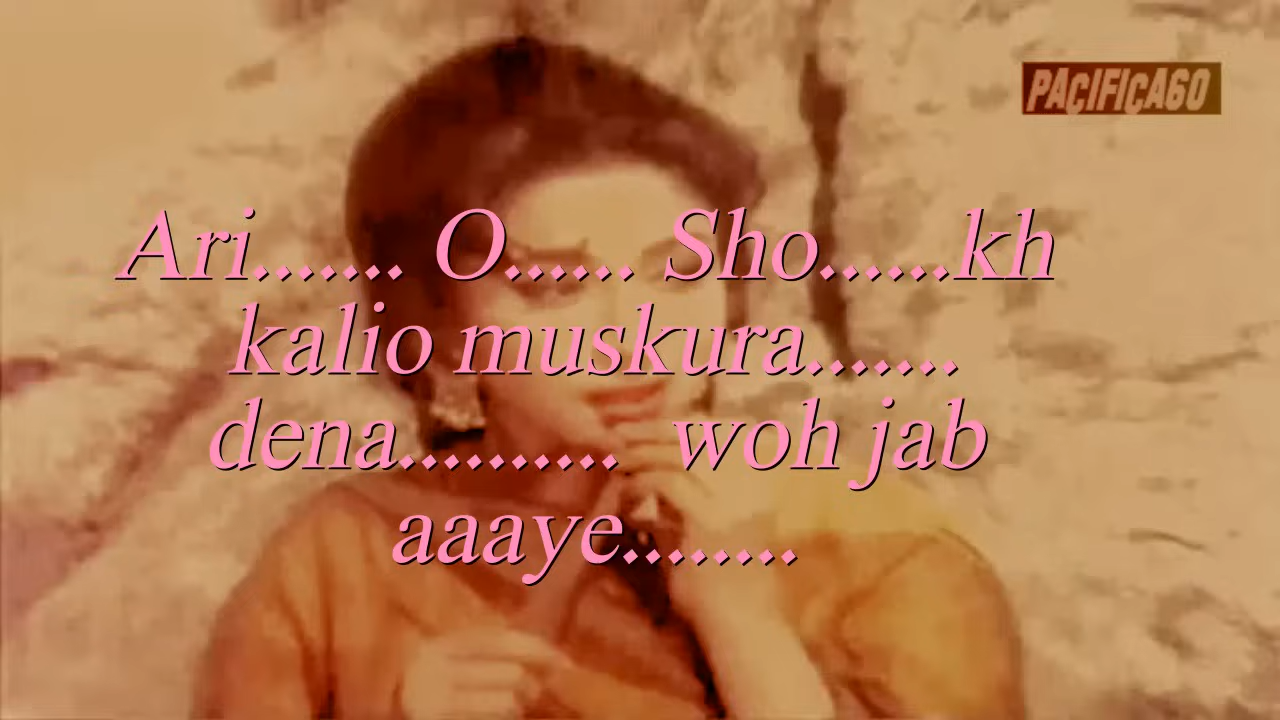 PACIFICA60
Ari....... O...... Sho......kh
kalio muskura.......
dena.......... woh jab
aaaye........